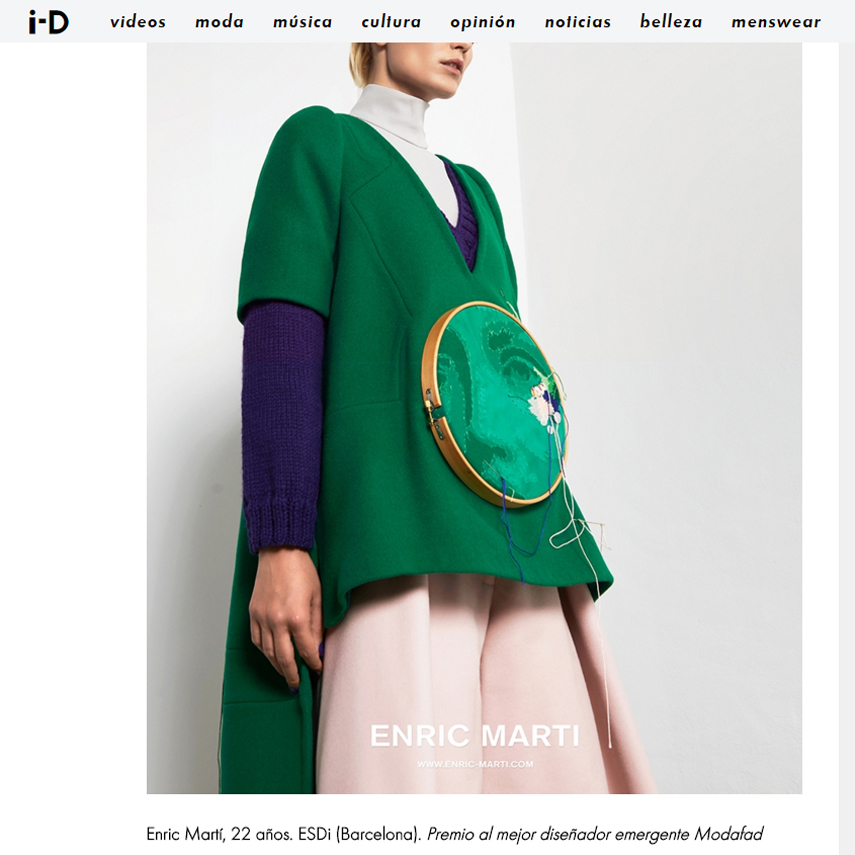 i-D videos moda música cultura opinión noticias belleza menswear
ENRIC MARTI
WWW.ENRIC-MARTI.COM
Enric Martí, 22 años. ESDi (Barcelona). Premio al mejor diseñador emergente Modafad